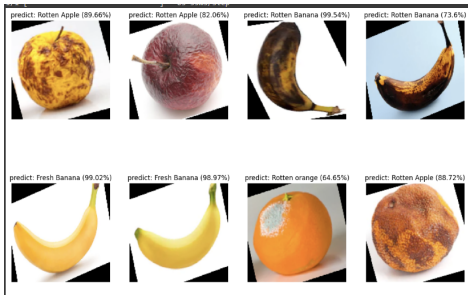 predict: Rotten Apple (89.66%)
predict: Rotten Apple (82.06%)
predict: Rotten Banana (99.54%)
predict: Rotten Banana (73.6%)
predict: Fresh Banana (99.02%)
predict: Fresh Banana (98.97%)
predict: Rotten orange (64.65%)
predict: Rotten Apple (88.72%)